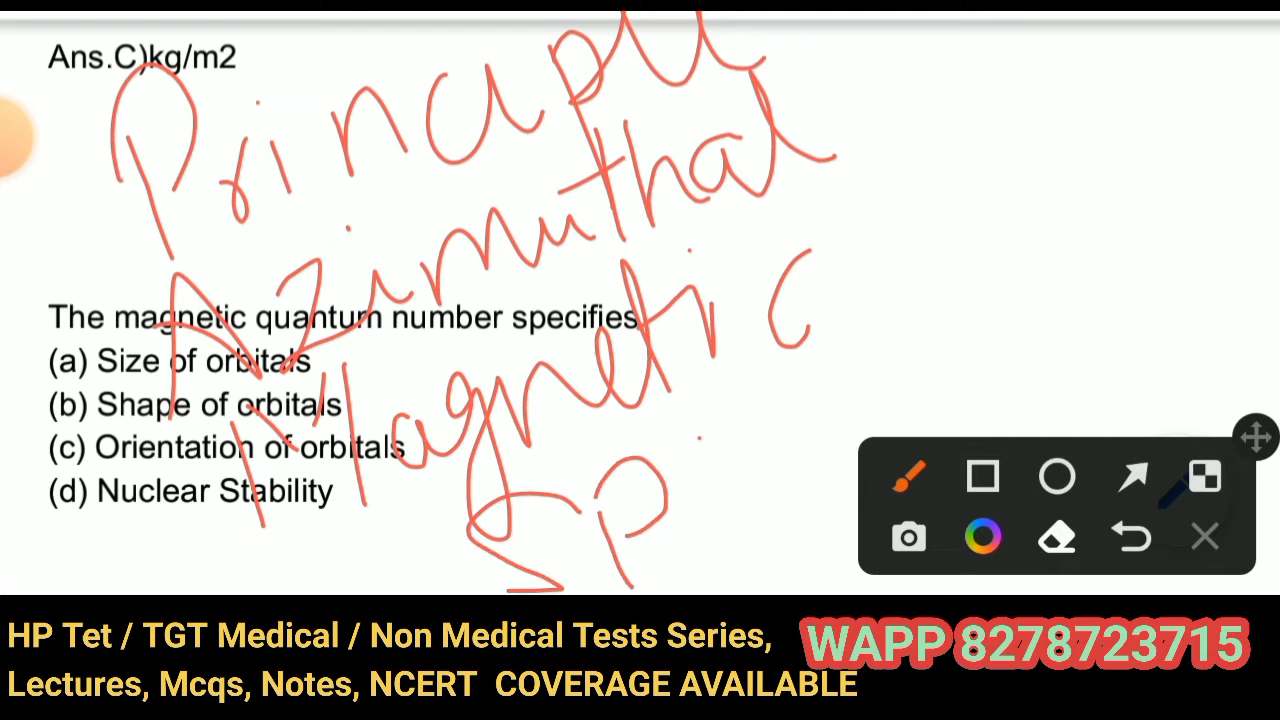 Ans.C)kg/m2
Principle
Azimuthal
Magnetic
SP
The magnetic quantum number specifies
(a) Size of orbitals
(b) Shape of orbitals
(c) Orientation of orbitals
(d) Nuclear Stability
HP Tet / TGT Medical / Non Medical Tests Series,
Lectures, Mcqs, Notes, NCERT COVERAGE AVAILABLE
WAPP 8278723715